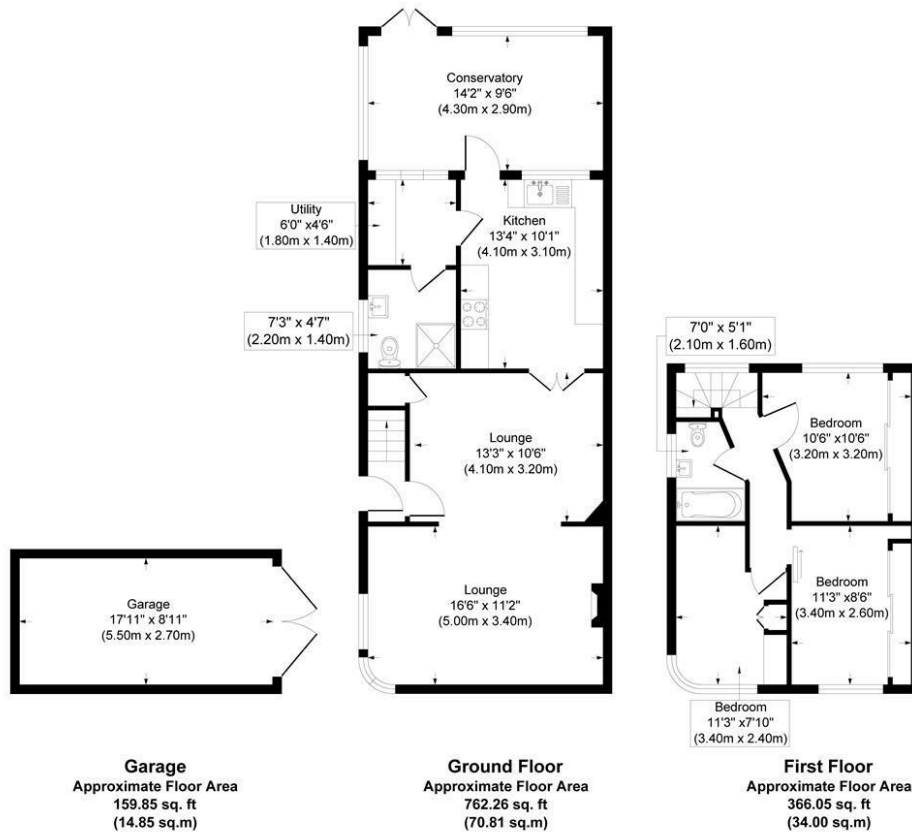 Conservatory
14'2" x 9'6"
(4.30m x 2.90m)
Utility
6'0" x4'6"
(1.80m x 1.40m)
Kitchen
13'4" x 10'1"
(4.10m x 3.10m)
7'3" x 4'7"
(2.20m x 1.40m)
Lounge
13'3" x 10'6"
(4.10m x 3.20m)
Lounge
16'6" x 11'2"
(5.00m x 3.40m)
Garage
17'11" x 8'11"
(5.50m x 2.70m)
7'0" x 5'1"
(2.10m x 1.60m)
Bedroom
10'6" x10'6"
(3.20m x 3.20m)
Bedroom
11'3" x8'6"
(3.40m x 2.60m)
Bedroom
11'3" x7'10"
(3.40m x 2.40m)
Garage
Approximate Floor Area
159.85 sq. ft
(14.85 sq.m)
Ground Floor
Approximate Floor Area
762.26 sq. ft
(70.81 sq.m)
First Floor
Approximate Floor Area
366.05 sq. ft
(34.00 sq.m)